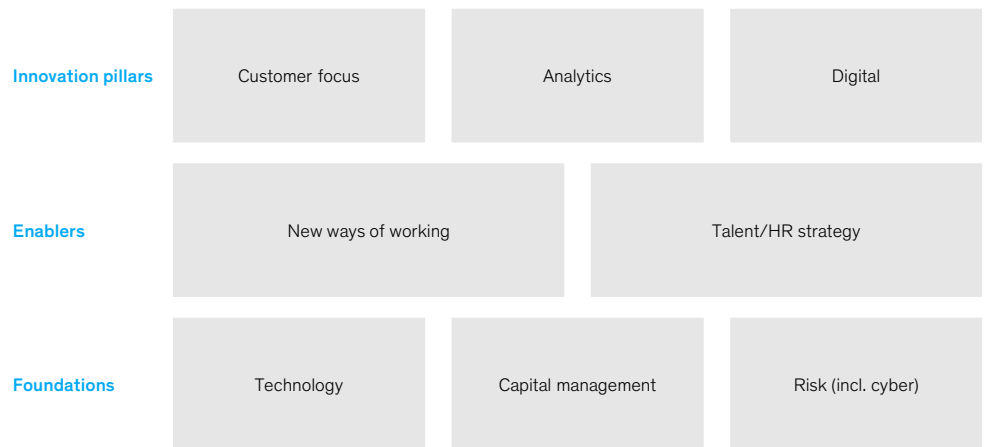 Innovation pillars
Customer focus
Analytics
Digital
Enablers
New ways of working
Talent/HR strategy
Foundations
Technology
Capital management
Risk (incl. cyber)